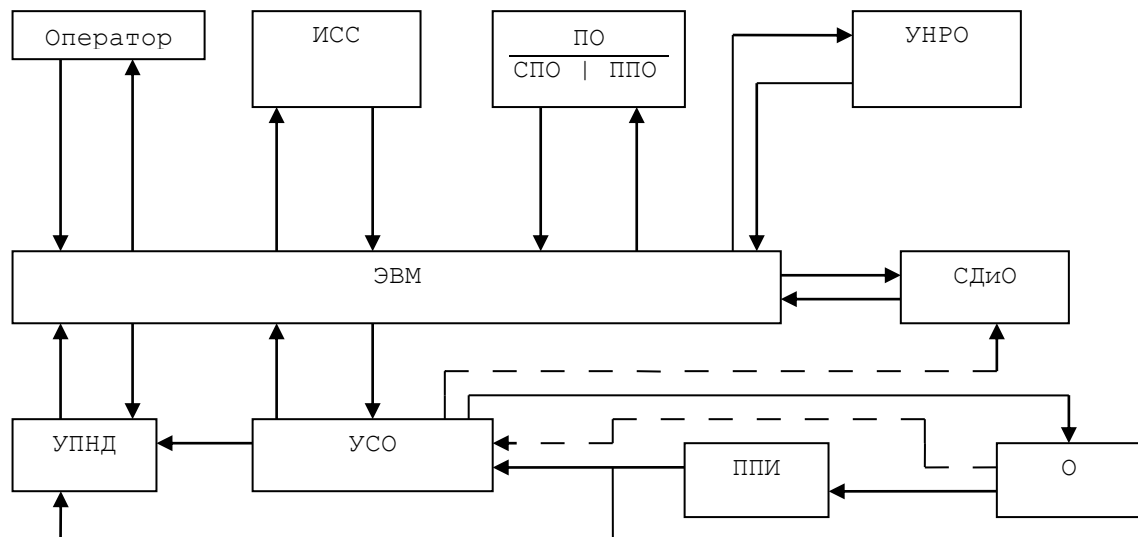 Оператор
ИСС
ПО
СПО | ППО
УНРО
ЭВМ
СДиО
УПНД
УСО
ППИ
О